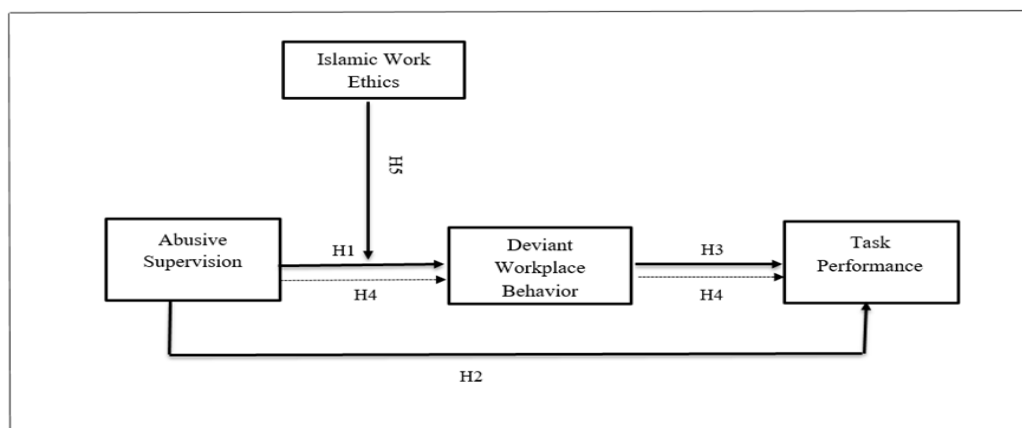 Islamic Work
Ethics
H5
Abusive
Supervision
H1
H4
Deviant
Workplace
Behavior
H3
H4
Task
Performance
H2